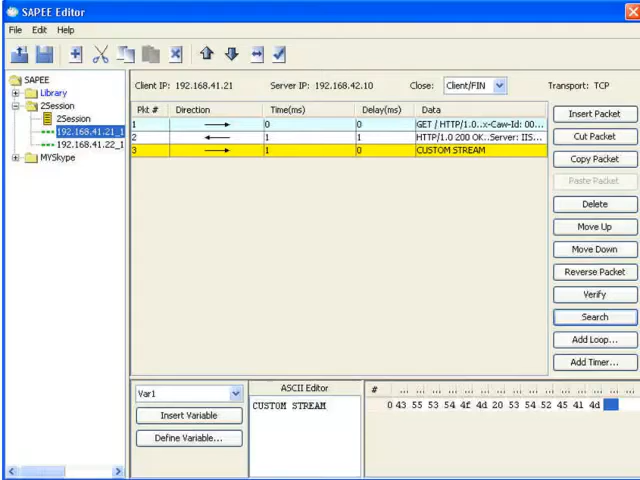 SAPEE Editor
File Edit Help
SAPEE
Library
2Session
2Session
192.168.41.21_1
192.168.41.22_1
MYSkype
Client IP: 192.168.41.21 Server IP: 192.168.42.10 Close: Client/FIN Transport: TCP
Pkt # Direction Time(ms) Delay(ms) Data
1 0 0 GET / HTTP/1.0..x-Caw-Id: 00...
2 1 1 HTTP/1.0 200 OK..Server: IIS...
3 1 0 CUSTOM STREAM
Insert Packet
Cut Packet
Copy Packet
Paste Packet
Delete
Move Up
Move Down
Reverse Packet
Verify
Search
Add Loop...
Add Timer...
Var1
Insert Variable
Define Variable...
ASCII Editor
CUSTOM STREAM
# ... ... ... ... ... ... ... ... ... ... ... ... ... ... ...
0 43 55 53 54 4f 4d 20 53 54 52 45 41 4d